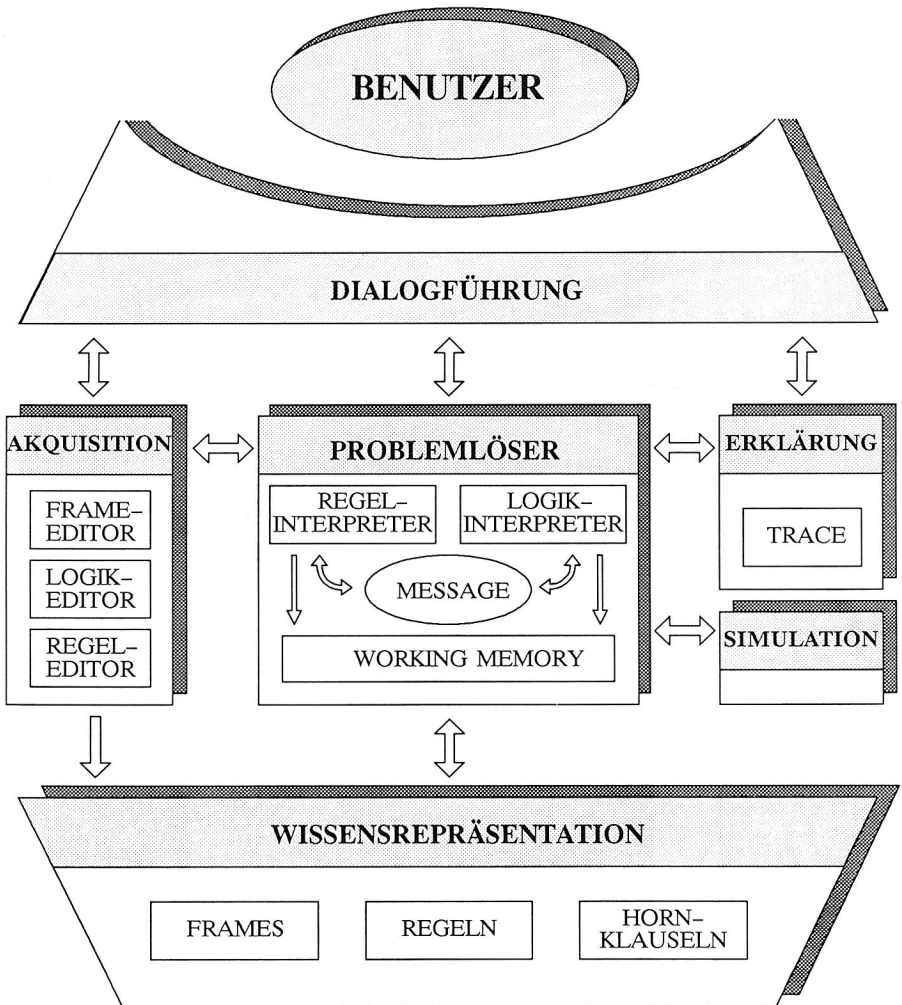 BENUTZER
DIALOGFÜHRUNG
AKQUISITION
FRAME-
EDITOR
LOGIK-
EDITOR
REGEL-
EDITOR
PROBLEMLÖSER
REGEL-
INTERPRETER
LOGIK-
INTERPRETER
MESSAGE
WORKING MEMORY
ERKLÄRUNG
TRACE
SIMULATION
WISSENSREPRÄSENTATION
FRAMES
REGELN
HORN-
KLAUSELN